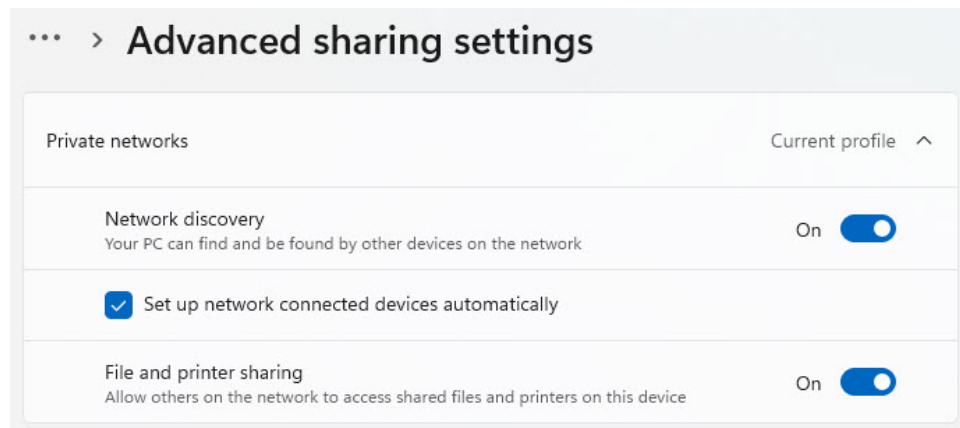 ... > Advanced sharing settings
Private networks Current profile
Network discovery
Your PC can find and be found by other devices on the network
On
Set up network connected devices automatically
File and printer sharing
Allow others on the network to access shared files and printers on this device
On